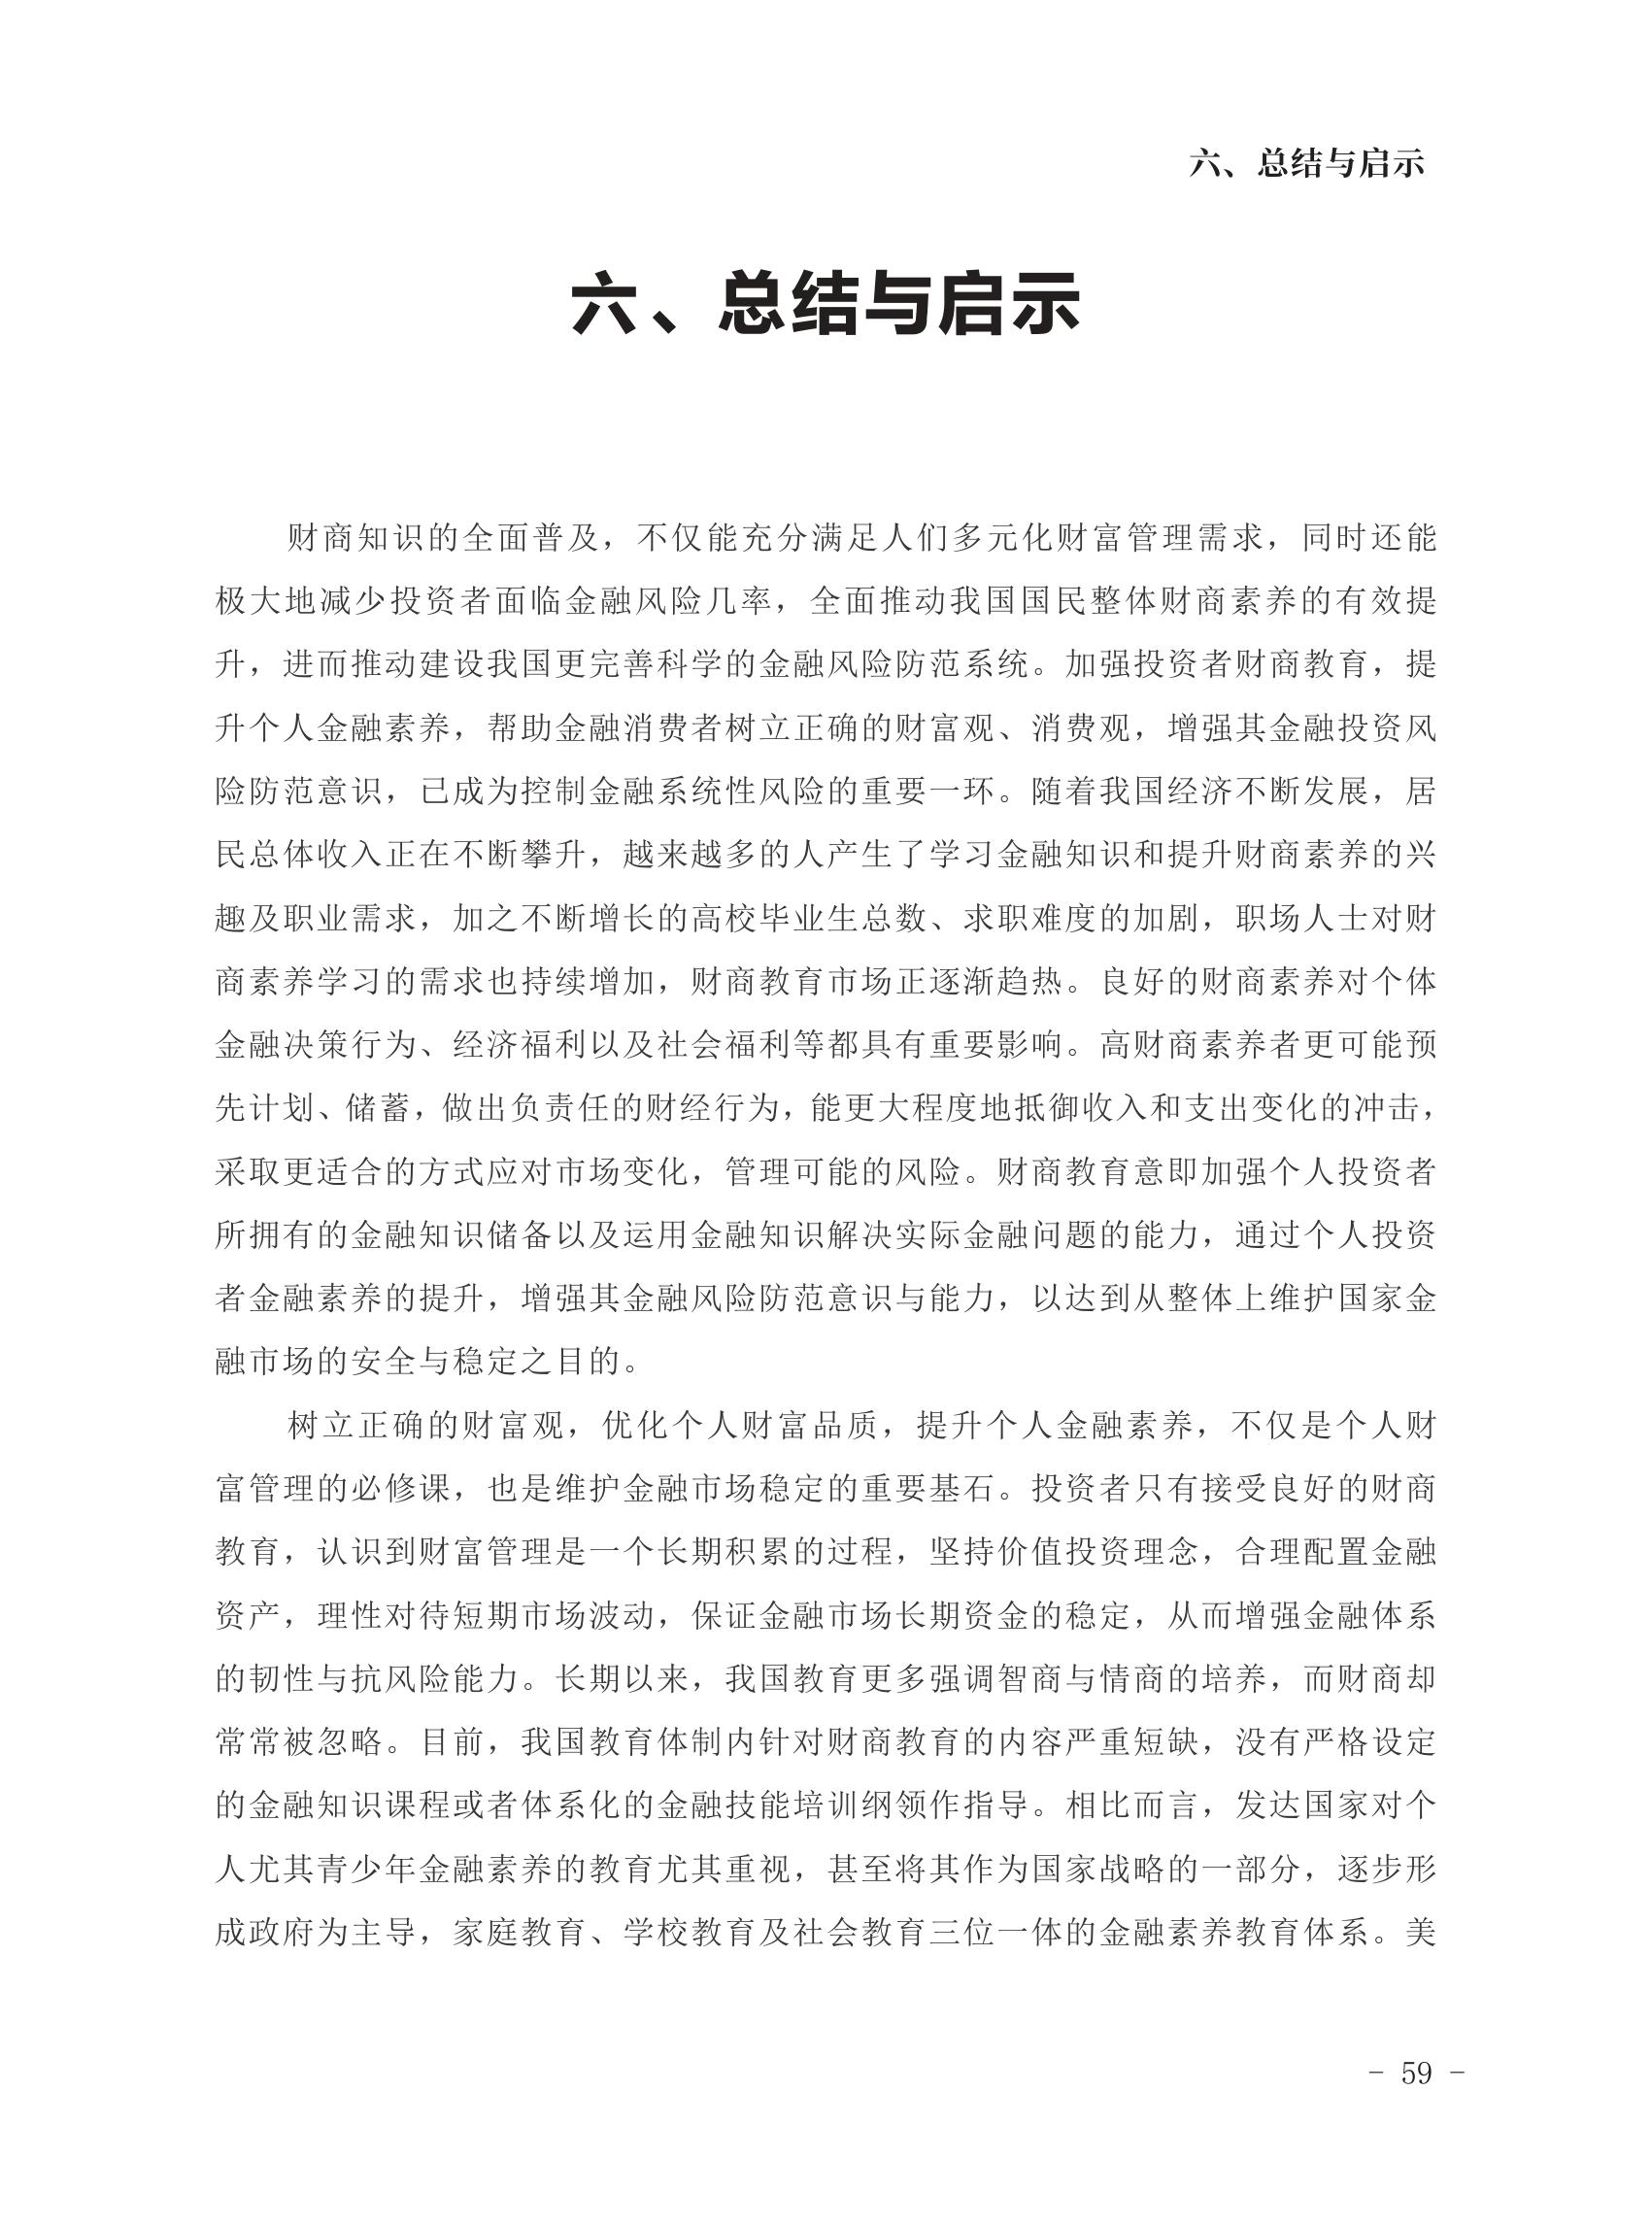 六、总结与启示
六、总结与启示
财商知识的全面普及，不仅能充分满足人们多元化财富管理需求，同时还能
极大地减少投资者面临金融风险几率，全面推动我国国民整体财商素养的有效提
升，进而推动建设我国更完善科学的金融风险防范系统。加强投资者财商教育，提
升个人金融素养，帮助金融消费者树立正确的财富观、消费观，增强其金融投资风
险防范意识，已成为控制金融系统性风险的重要一环。随着我国经济不断发展，居
民总体收入正在不断攀升，越来越多的人产生了学习金融知识和提升财商素养的兴
趣及职业需求，加之不断增长的高校毕业生总数、求职难度的加剧，职场人士对财
商素养学习的需求也持续增加，财商教育市场正逐渐趋热。良好的财商素养对个体
金融决策行为、经济福利以及社会福利等都具有重要影响。高财商素养者更可能预
先计划、储蓄，做出负责任的财经行为，能更大程度地抵御收入和支出变化的冲击，
采取更适合的方式应对市场变化，管理可能的风险。财商教育意即加强个人投资者
所拥有的金融知识储备以及运用金融知识解决实际金融问题的能力，通过个人投资
者金融素养的提升，增强其金融风险防范意识与能力，以达到从整体上维护国家金
融市场的安全与稳定之目的。
树立正确的财富观，优化个人财富品质，提升个人金融素养，不仅是个人财
富管理的必修课，也是维护金融市场稳定的重要基石。投资者只有接受良好的财商
教育，认识到财富管理是一个长期积累的过程，坚持价值投资理念，合理配置金融
资产，理性对待短期市场波动，保证金融市场长期资金的稳定，从而增强金融体系
的韧性与抗风险能力。长期以来，我国教育更多强调智商与情商的培养，而财商却
常常被忽略。目前，我国教育体制内针对财商教育的内容严重短缺，没有严格设定
的金融知识课程或者体系化的金融技能培训纲领作指导。相比而言，发达国家对个
人尤其青少年金融素养的教育尤其重视，甚至将其作为国家战略的一部分，逐步形
成政府为主导，家庭教育、学校教育及社会教育三位一体的金融素养教育体系。美
- 59 -